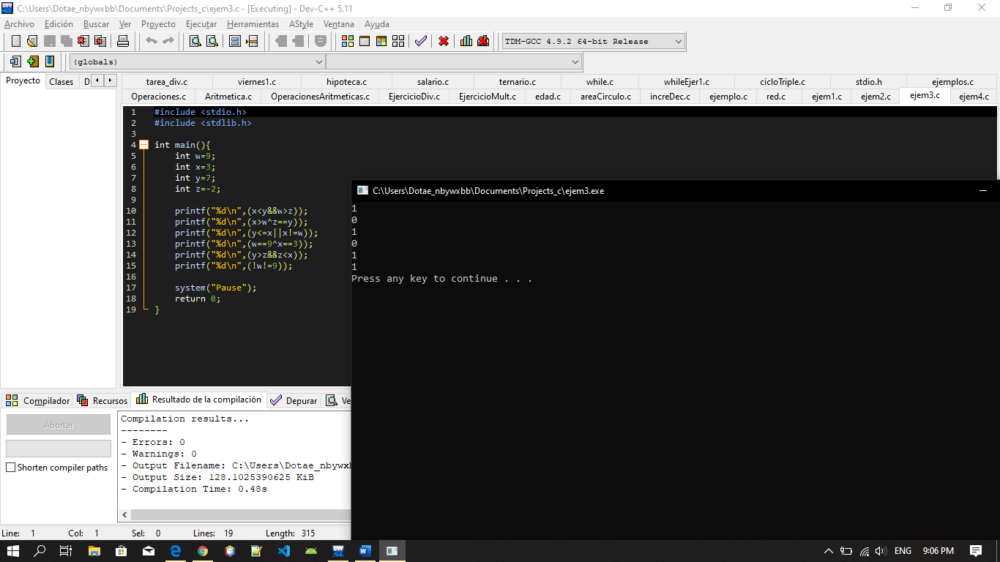 C:\Users\Dotae_nbywxbb\Documents\Projects_c\ejem3.c - [Executing] - Dev-C++ 5.11
Archivo Edición Buscar Ver Proyecto Ejecutar Herramientas AStyle Ventana Ayuda
TDM-GCC 4.9.2 64-bit Release
(globals)
Proyecto Clases D
tarea_div.c viernes1.c hipoteca.c salario.c ternario.c while.c whileEjer1.c cicloTriple.c stdio.h ejemplos.c
Operaciones.c Aritmetica.c OperacionesAritmeticas.c EjercicioDiv.c EjercicioMult.c edad.c areaCirculo.c increDec.c ejemplo.c red.c ejem1.c ejem2.c ejem3.c ejem4.c
1 #include <stdio.h>
2 #include <stdlib.h>
3
4 int main(){
5 int w=9;
6 int x=3;
7 int y=7;
8 int z=-2;
9
10 printf("%d\n",(x<y&&w>z));
11 printf("%d\n",(x>w^z==y));
12 printf("%d\n",(y<=x||x!=w));
13 printf("%d\n",(w==9^x==3));
14 printf("%d\n",(y>z&&z<x));
15 printf("%d\n",(!w!=9));
16
17 system("Pause");
18 return 0;
19 }
C:\Users\Dotae_nbywxbb\Documents\Projects_c\ejem3.exe
1
0
1
0
1
1
Press any key to continue . . .
Compilador Recursos Resultado de la compilación Depurar Ve
Abortar
Shorten compiler paths
Compilation results...
--------
- Errors: 0
- Warnings: 0
- Output Filename: C:\Users\Dotae_nbywxb
- Output Size: 128.1025390625 KiB
- Compilation Time: 0.48s
Line: 1 Col: 1 Sel: 0 Lines: 19 Length: 315
ENG 9:06 PM